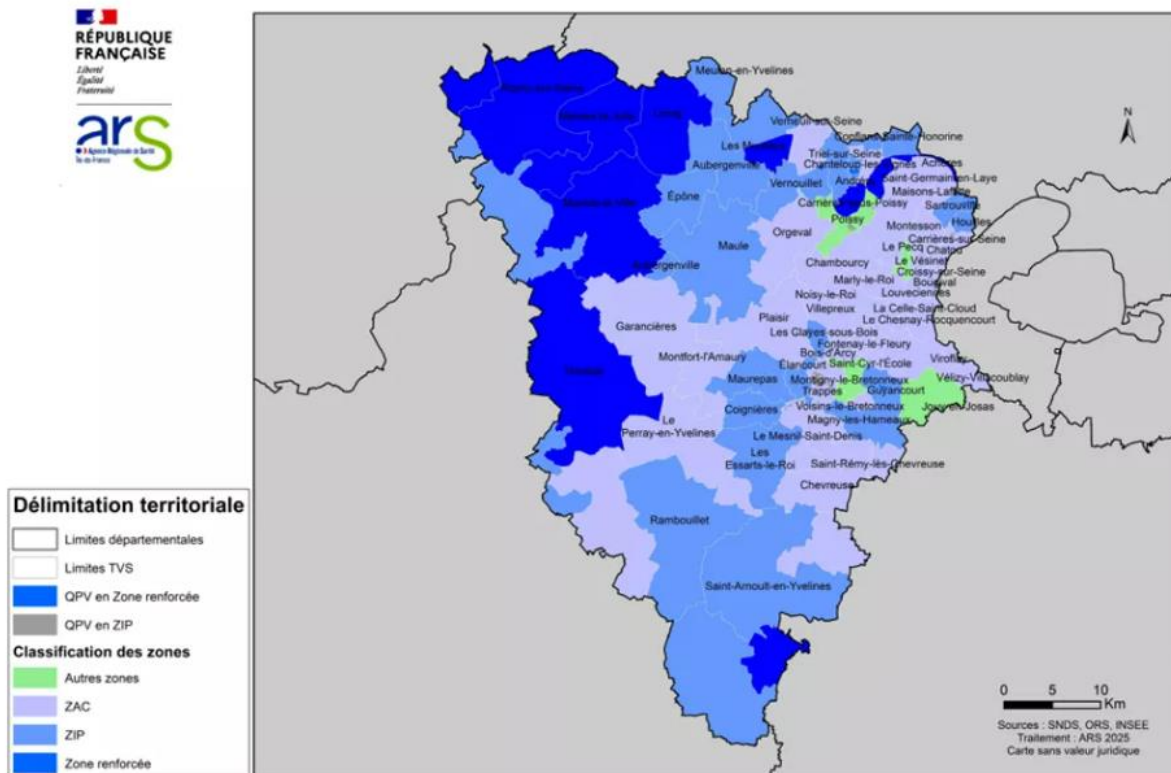 RÉPUBLIQUE
FRANÇAISE
Liberté
Égalité
Fraternité
ars
Agence Régionale de Santé
Île-de-France
Délimitation territoriale
Limites départementales
Limites TVS
QPV en Zone renforcée
QPV en ZIP
Classification des zones
Autres zones
ZAC
ZIP
Zone renforcée
Meulan-en-Yvelines
Verneuil-sur-Seine
Conflans-Sainte-Honorine
Triel-sur-Seine
Chanteloup-les-Vignes
Achères
Aubergenville
Vernouillet
Saint-Germain-en-Laye
Maisons-Laffitte
Épône
Poissy
Sartrouville
Houilles
Orgeval
Montesson
Maule
Carrières-sur-Seine
Le Pecq
Chatou
Chambourcy
Le Vésinet
Croissy-sur-Seine
Marly-le-Roi
Bougival
Noisy-le-Roi
Louveciennes
Villepreux
La Celle-Saint-Cloud
Plaisir
Le Chesnay-Rocquencourt
Garancières
Les Clayes-sous-Bois
Fontenay-le-Fleury
Bois-d'Arcy
Montfort-l'Amaury
Élancourt
Saint-Cyr-l'École
Viroflay
Maurepas
Montigny-le-Bretonneux
Vélizy-Villacoublay
Trappes
Guyancourt
Coignières
Voisins-le-Bretonneux
Jouy-en-Josas
Magny-les-Hameaux
Le
Perray-en-Yvelines
Le Mesnil-Saint-Denis
Les
Essarts-le-Roi
Saint-Rémy-lès-Chevreuse
Chevreuse
Rambouillet
Saint-Arnoult-en-Yvelines
N
0 5 10
Km
Sources : SNDS, ORS, INSEE
Traitement : ARS 2025
Carte sans valeur juridique